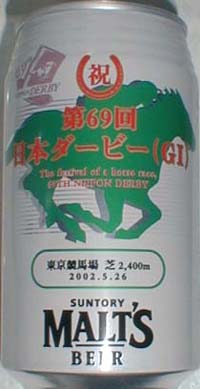 祝
DERBY
第69回
日本ダービー(GI)
The festival of a horse race,
69TH NIPPON DERBY
東京競馬場 芝2,400m
2002.5.26
SUNTORY
MALT'S
BEER